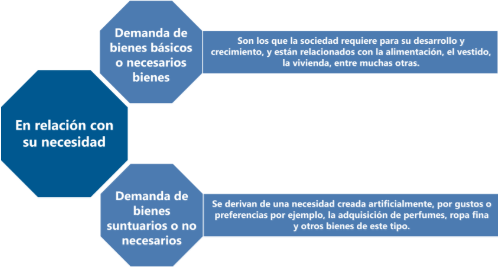 En relación con
su necesidad
Demanda de
bienes básicos
o necesarios
bienes
Son los que la sociedad requiere para su desarrollo y
crecimiento, y están relacionados con la alimentación, el vestido,
la vivienda, entre muchas otras.
Demanda de
bienes
suntuarios o no
necesarios
Se derivan de una necesidad creada artificialmente, por gustos o
preferencias por ejemplo, la adquisición de perfumes, ropa fina
y otros bienes de este tipo.